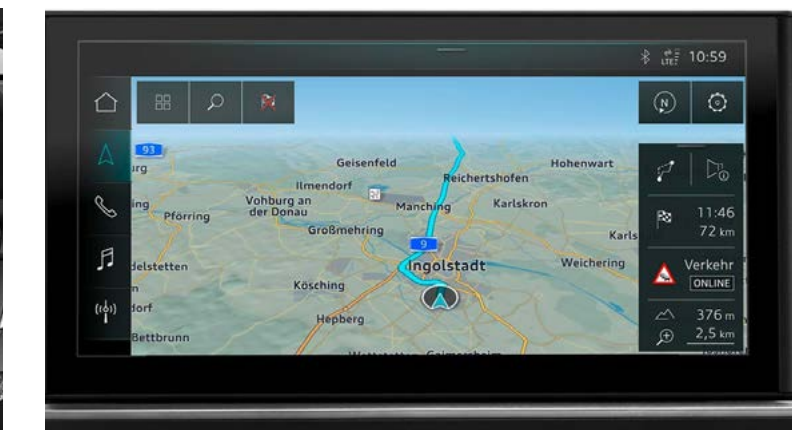 LTE 10:59
93
urg
Geisenfeld
Hohenwart
Ilmendorf
Reichertshofen
ing
Pförring
Vohburg an
der Donau
Manching
Karlskron
11:46
72 km
Großmehring
Karls
9
delstetten
Ingolstadt
Weichering
Verkehr
ONLINE
Kösching
dorf
Hepberg
376 m
2,5 km
Bettbrunn
N